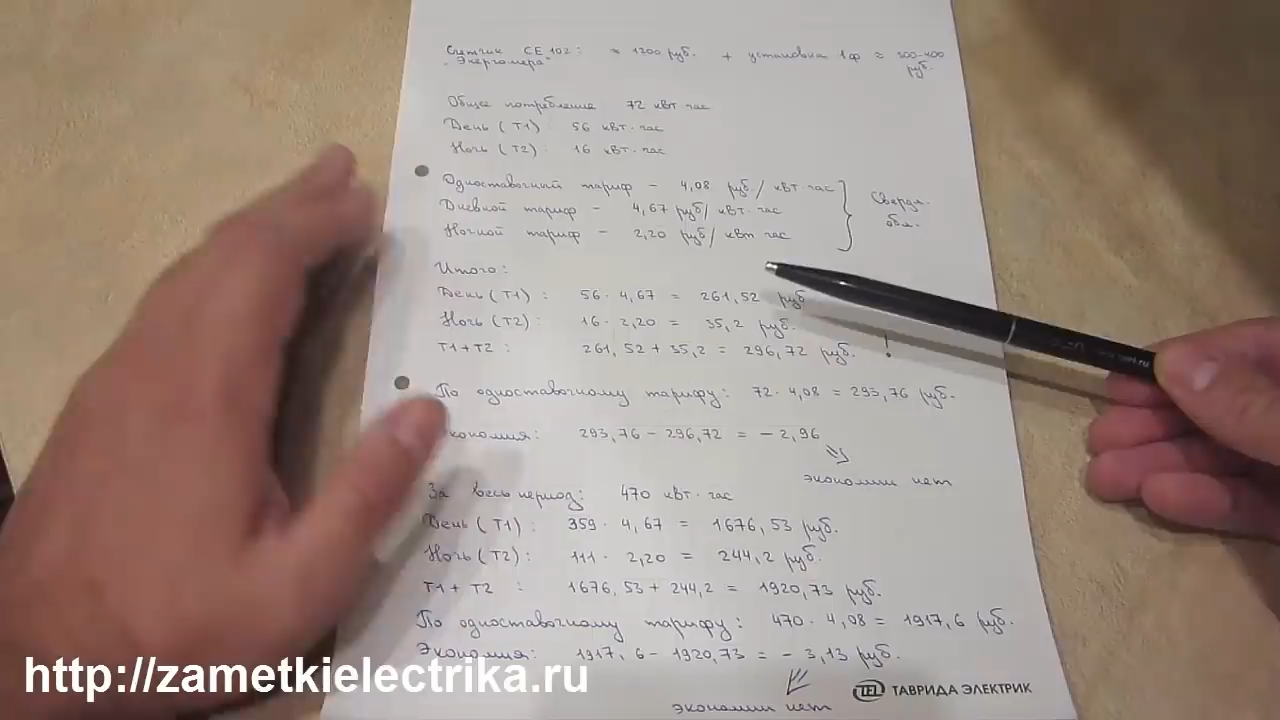 Счетчик СЕ 102 : ≈ 1200 руб. + установка 1ф ≈ 300-400
"Энергомера" руб.
Общее потребление 72 кВт час
День (Т1) : 56 кВт·час
Ночь (Т2) : 16 кВт·час
Одноставочный тариф - 4,08 руб./кВт·час
Дневной тариф - 4,67 руб/кВт·час
Ночной тариф - 2,20 руб/кВт час
Свердл.
обл.
Итого:
День (Т1) : 56 · 4,67 = 261,52 руб
Ночь (Т2) : 16 · 2,20 = 35,2 руб.
Т1+Т2 : 261,52 + 35,2 = 296,72 руб. !
По одноставочному тарифу: 72 · 4,08 = 293,76 руб.
Экономия: 293,76 - 296,72 = - 2,96
экономии нет
За весь период: 470 кВт·час
День (Т1) : 359 · 4,67 = 1676,53 руб.
Ночь (Т2) : 111 · 2,20 = 244,2 руб.
Т1 + Т2 : 1676,53 + 244,2 = 1920,73 руб.
По одноставочному тарифу: 470 · 4,08 = 1917,6 руб.
Экономия: 1917,6 - 1920,73 = - 3,13 руб.
экономии нет
TEL ТАВРИДА ЭЛЕКТРИК
http://zametkielectrika.ru